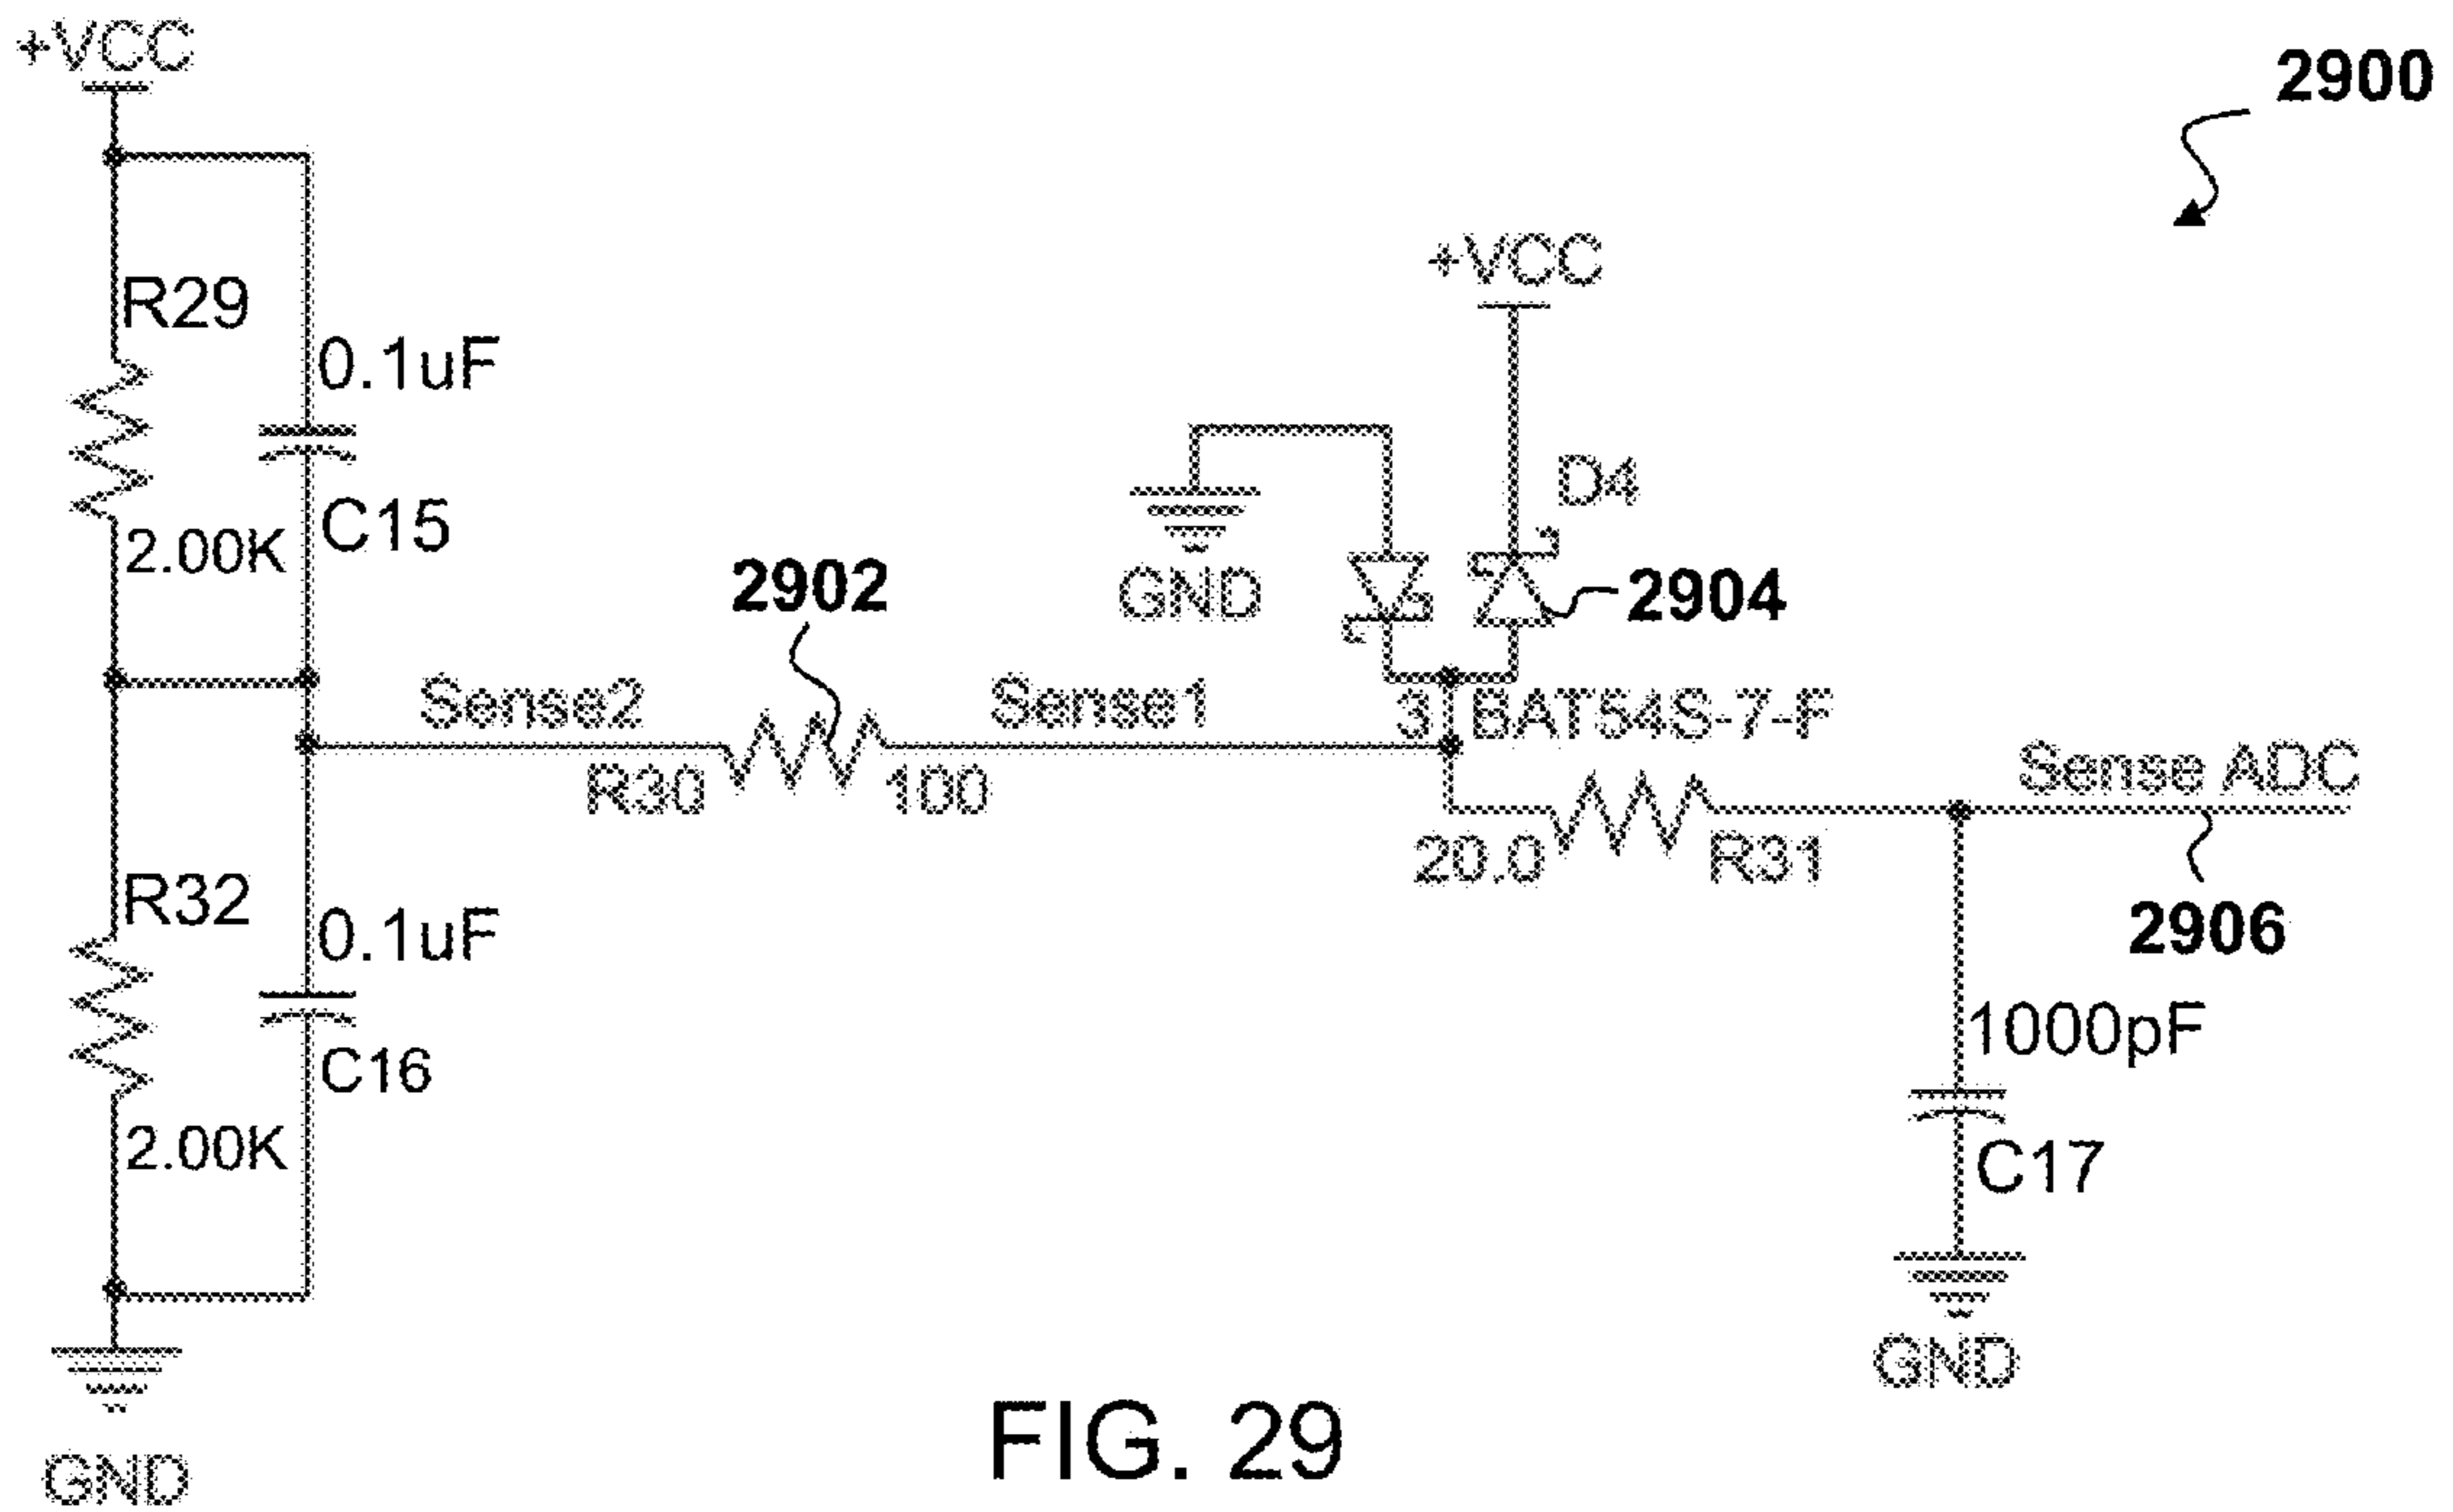 +VCC
2900
+VCC
R29
0.1uF
D4
C15
2.00K
2902
GND
2904
Sense2
Sense1
3
BAT54S-7-F
R30
100
Sense ADC
20.0
R31
R32
0.1uF
2906
1000pF
C16
2.00K
C17
GND
FIG. 29
GND